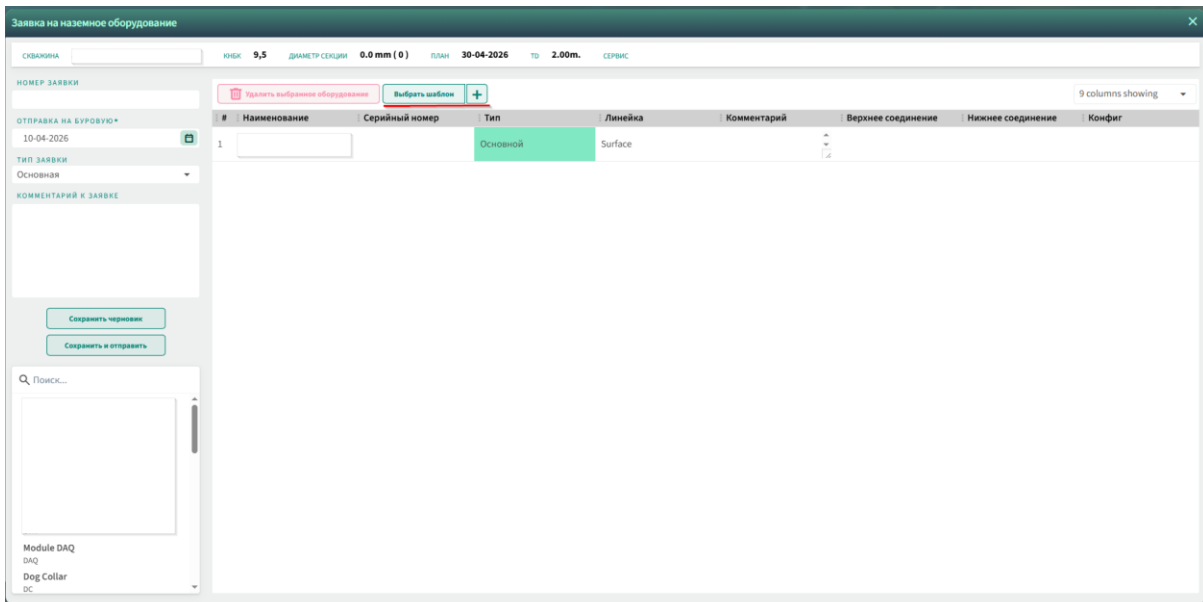 Заявка на наземное оборудование
СКВАЖИНА КНБК 9,5 ДИАМЕТР СЕКЦИИ 0.0 mm ( 0 ) ПЛАН 30-04-2026 TD 2.00m. СЕРВИС
НОМЕР ЗАЯВКИ
Удалить выбранное оборудование Выбрать шаблон + 9 columns showing
ОТПРАВКА НА БУРОВУЮ*
10-04-2026
ТИП ЗАЯВКИ
Основная
КОММЕНТАРИЙ К ЗАЯВКЕ
# Наименование Серийный номер Тип Линейка Комментарий Верхнее соединение Нижнее соединение Конфиг
1 Основной Surface
Сохранить черновик
Сохранить и отправить
Поиск...
Module DAQ
DAQ
Dog Collar
DC